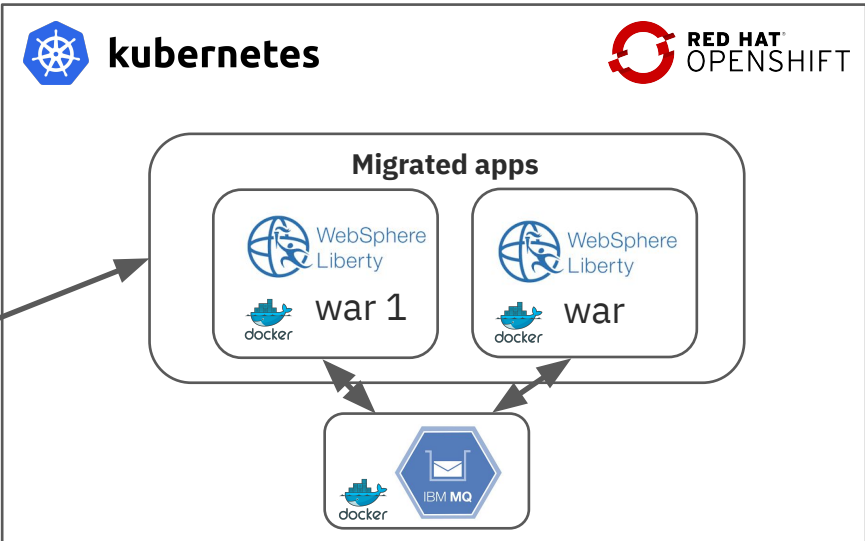 kubernetes
RED HAT
OPENSHIFT
Migrated apps
WebSphere
Liberty
docker
war 1
WebSphere
Liberty
docker
war
docker
IBM MQ